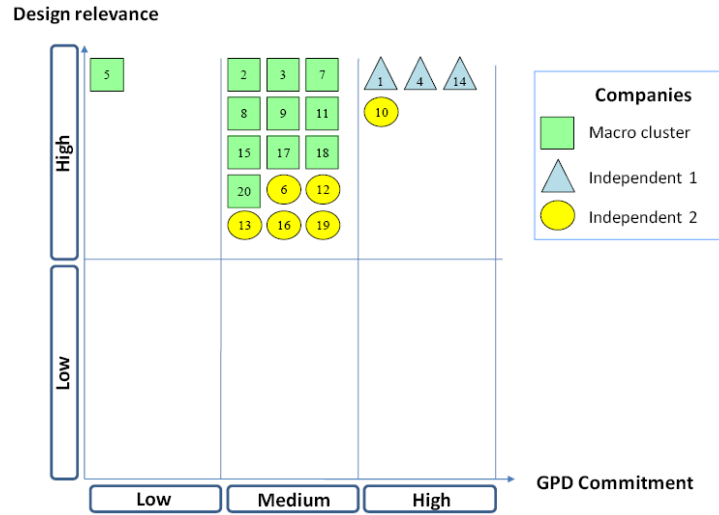 Design relevance
5
2 3 7
1 4 14
8 9 11
10
15 17 18
20 6 12
13 16 19
High
Low
Companies
Macro cluster
Independent 1
Independent 2
GPD Commitment
Low Medium High